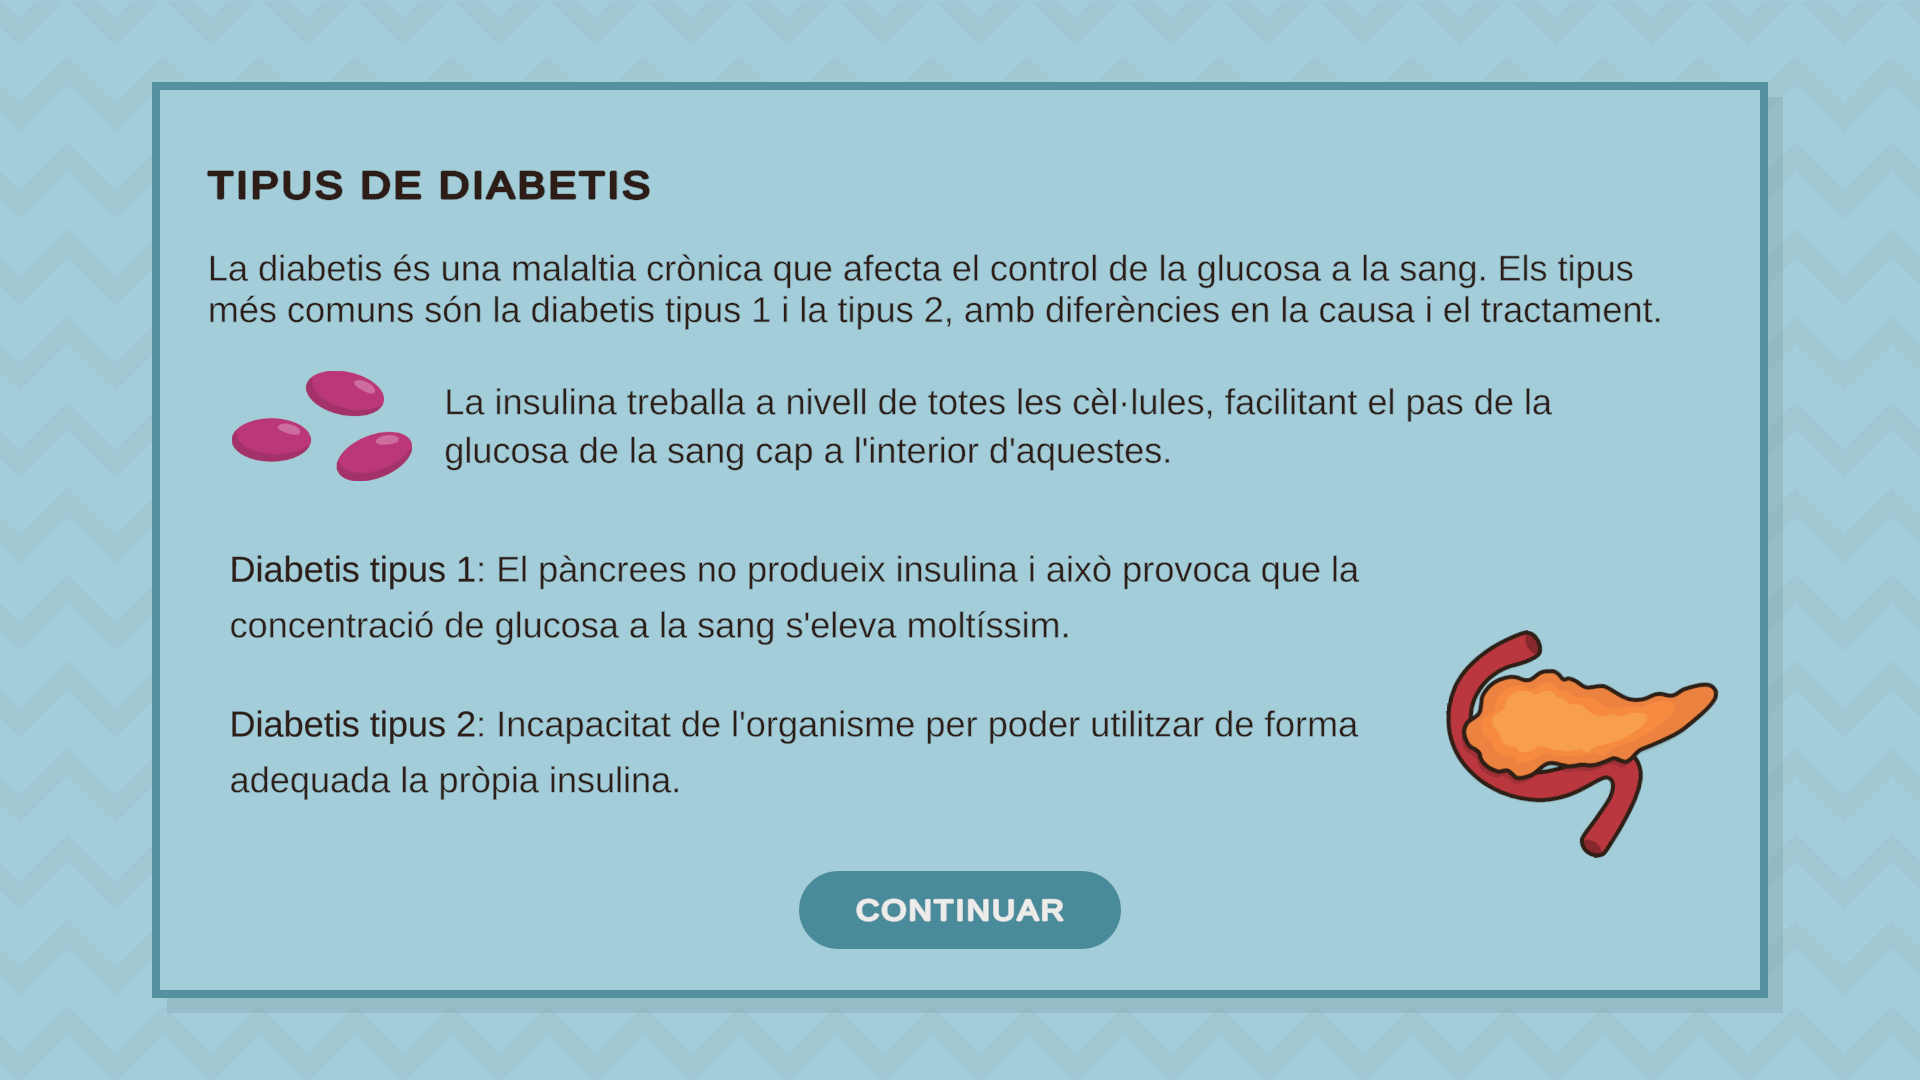 TIPUS DE DIABETIS
La diabetis és una malaltia crònica que afecta el control de la glucosa a la sang. Els tipus
més comuns són la diabetis tipus 1 i la tipus 2, amb diferències en la causa i el tractament.
La insulina treballa a nivell de totes les cèl·lules, facilitant el pas de la
glucosa de la sang cap a l'interior d'aquestes.
Diabetis tipus 1: El pàncrees no produeix insulina i això provoca que la
concentració de glucosa a la sang s'eleva moltíssim.
Diabetis tipus 2: Incapacitat de l'organisme per poder utilitzar de forma
adequada la pròpia insulina.
CONTINUAR